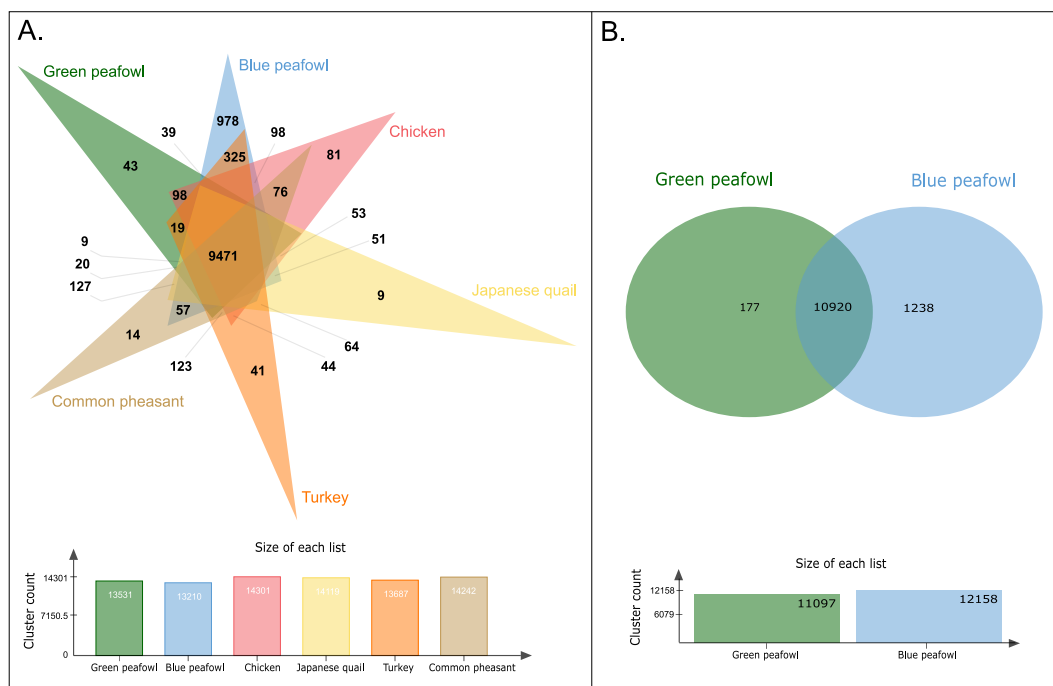 A.
B.
Green peafowl
Blue peafowl
Chicken
Japanese quail
Common pheasant
Turkey
978
39
98
325
81
43
98
76
19
53
51
9
9471
20
127
9
57
14
64
123
44
41
Size of each list
Cluster count
14301
7150.5
0
13531
13210
14301
14119
13687
14242
Green peafowl
Blue peafowl
Chicken
Japanese quail
Turkey
Common pheasant
Green peafowl
Blue peafowl
177
10920
1238
Size of each list
Cluster count
12158
6079
11097
12158
Green peafowl
Blue peafowl